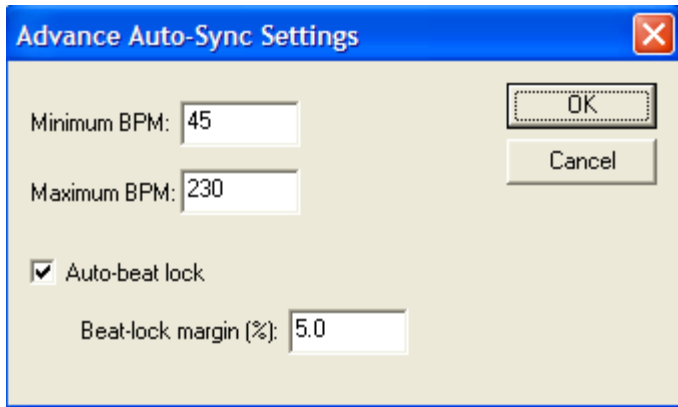 Advance Auto-Sync Settings
Minimum BPM: 45
OK
Cancel
Maximum BPM: 230
Auto-beat lock
Beat-lock margin (%): 5.0